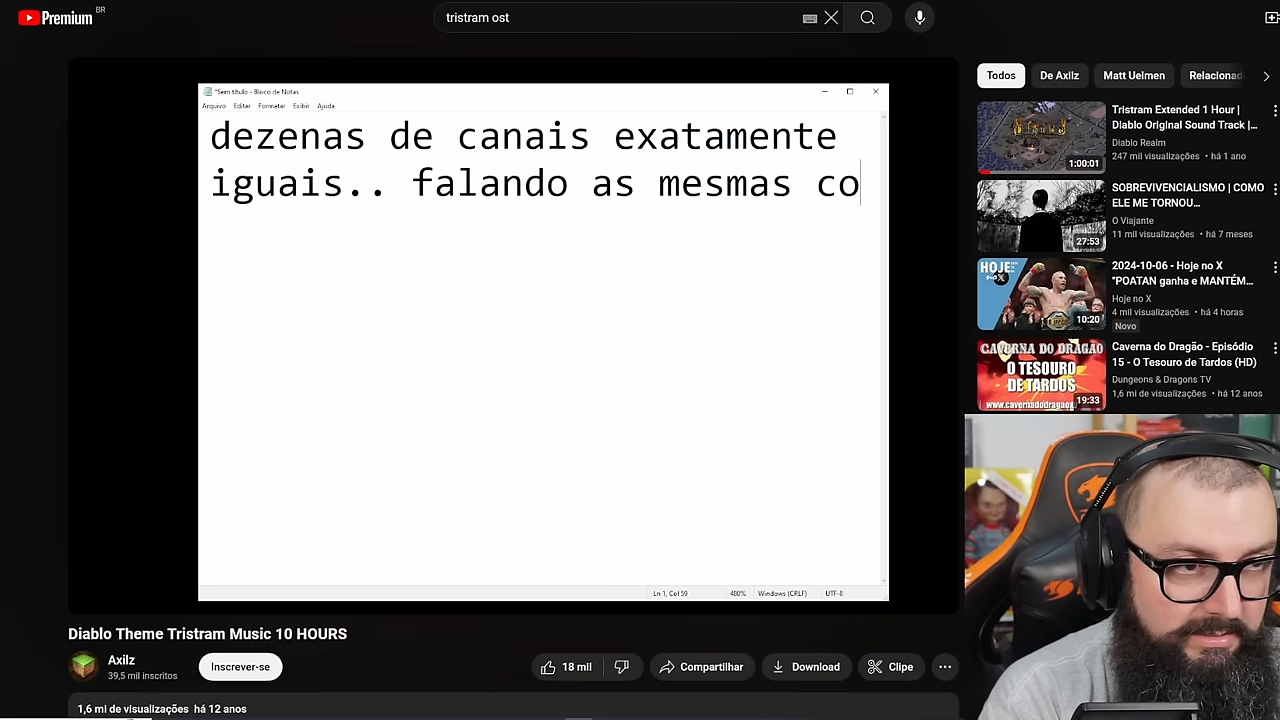 Premium BR
tristram ost
*Sem título - Bloco de Notas
Arquivo Editar Formatar Exibir Ajuda
dezenas de canais exatamente
iguais.. falando as mesmas co
Ln 1, Col 59 480% Windows (CRLF) UTF-8
Diablo Theme Tristram Music 10 HOURS
Axilz
39,5 mil inscritos
Inscrever-se
18 mil
Compartilhar
Download
Clipe
1,6 mi de visualizações há 12 anos
Todos
De Axilz
Matt Uelmen
Relacionad
1:00:01
Tristram Extended 1 Hour |
Diablo Original Sound Track |...
Diablo Realm
247 mil visualizações • há 1 ano
27:53
SOBREVIVENCIALISMO | COMO
ELE ME TORNOU...
O Viajante
11 mil visualizações • há 7 meses
HOJE
no X
10:20
2024-10-06 - Hoje no X
"POATAN ganha e MANTÉM...
Hoje no X
4 mil visualizações • há 4 horas
Novo
CAVERNA DO DRAGÃO
O TESOURO
DE TARDOS
19:33
Caverna do Dragão - Episódio
15 - O Tesouro de Tardos (HD)
Dungeons & Dragons TV
1,6 mi de visualizações • há 12 anos